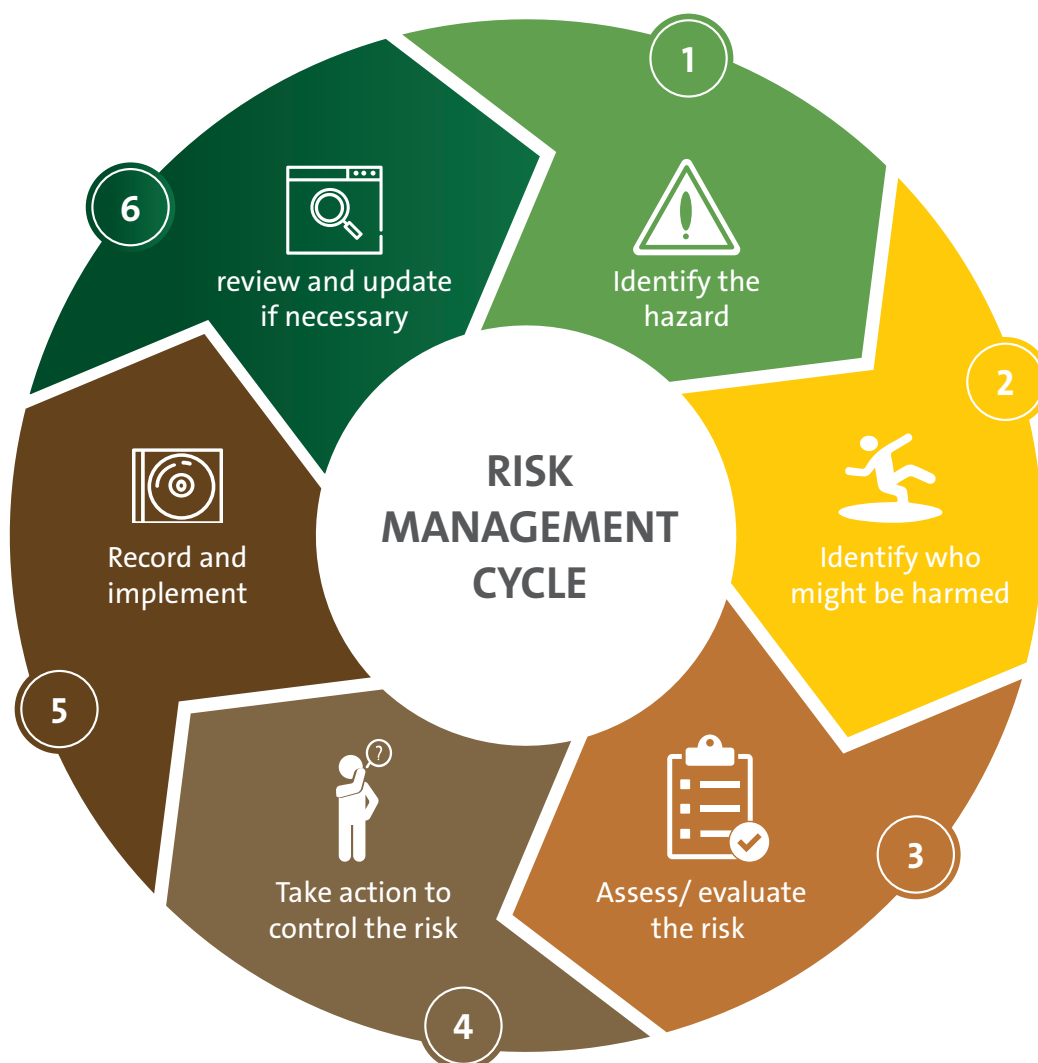 RISK
MANAGEMENT
CYCLE
1
Identify the
hazard
2
Identify who
might be harmed
3
Assess/ evaluate
the risk
4
?
Take action to
control the risk
5
Record and
implement
6
review and update
if necessary